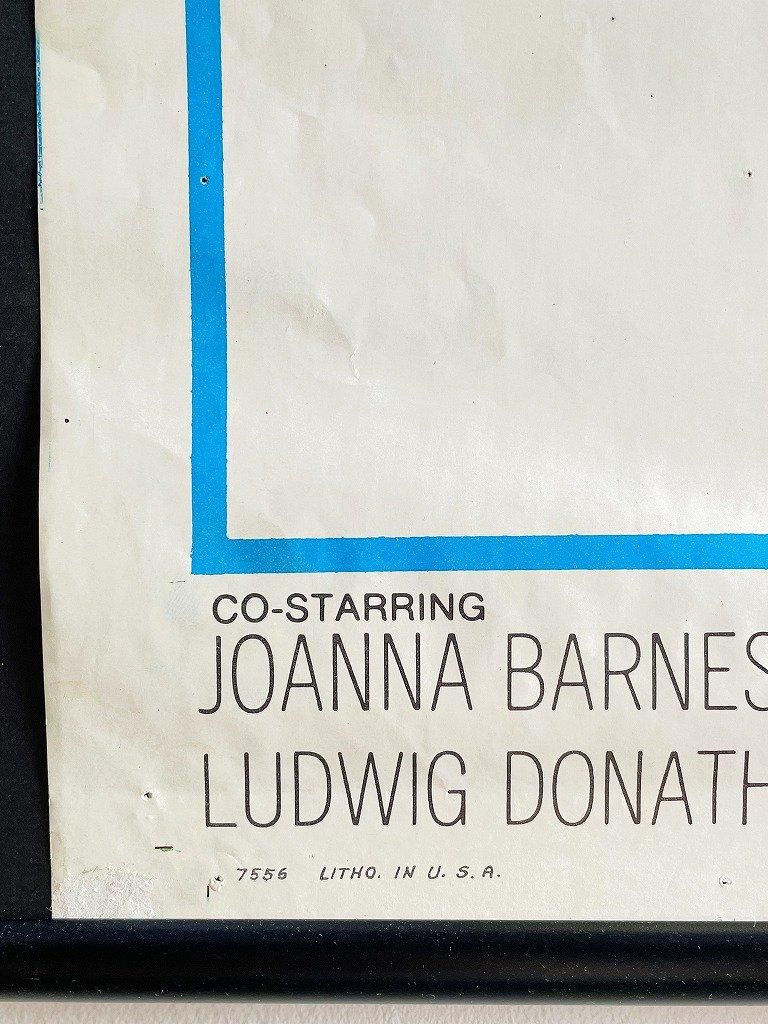 CO-STARRING
JOANNA BARNES
LUDWIG DONATH
7556 LITHO. IN U. S. A.